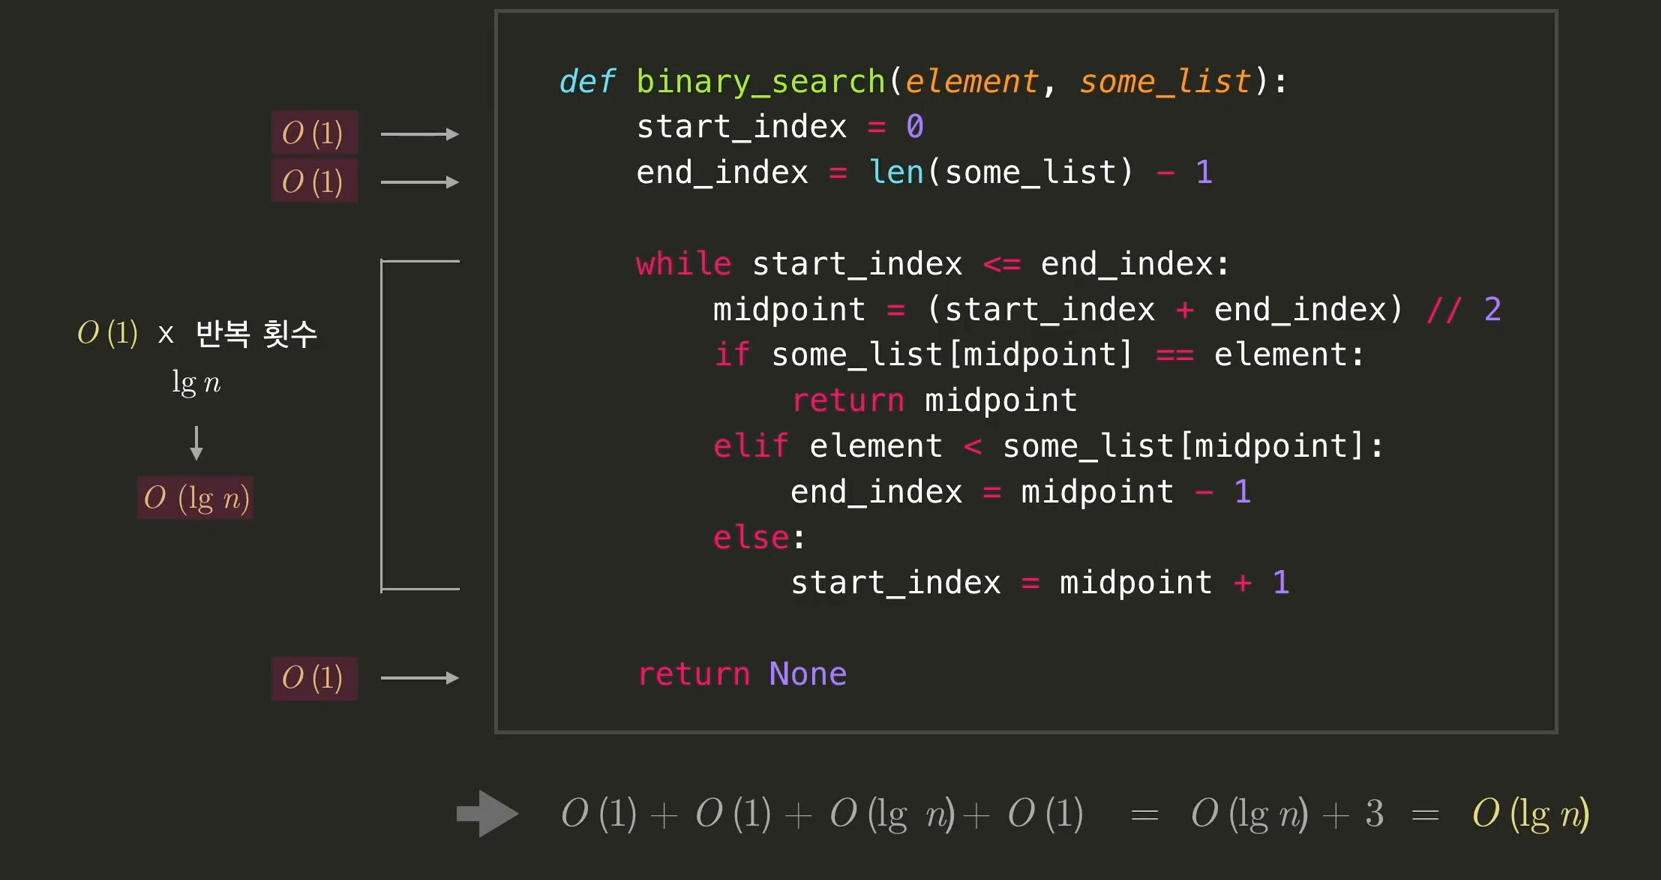 def binary_search(element, some_list):
O(1)
start_index = 0
O(1)
end_index = len(some_list) - 1
while start_index <= end_index:
midpoint = (start_index + end_index) // 2
if some_list[midpoint] == element:
return midpoint
elif element < some_list[midpoint]:
end_index = midpoint - 1
else:
start_index = midpoint + 1
O(1) x 반복 횟수
lg n
O(lg n)
O(1)
return None
O(1) + O(1) + O(lg n) + O(1) = O(lg n) + 3 = O(lg n)